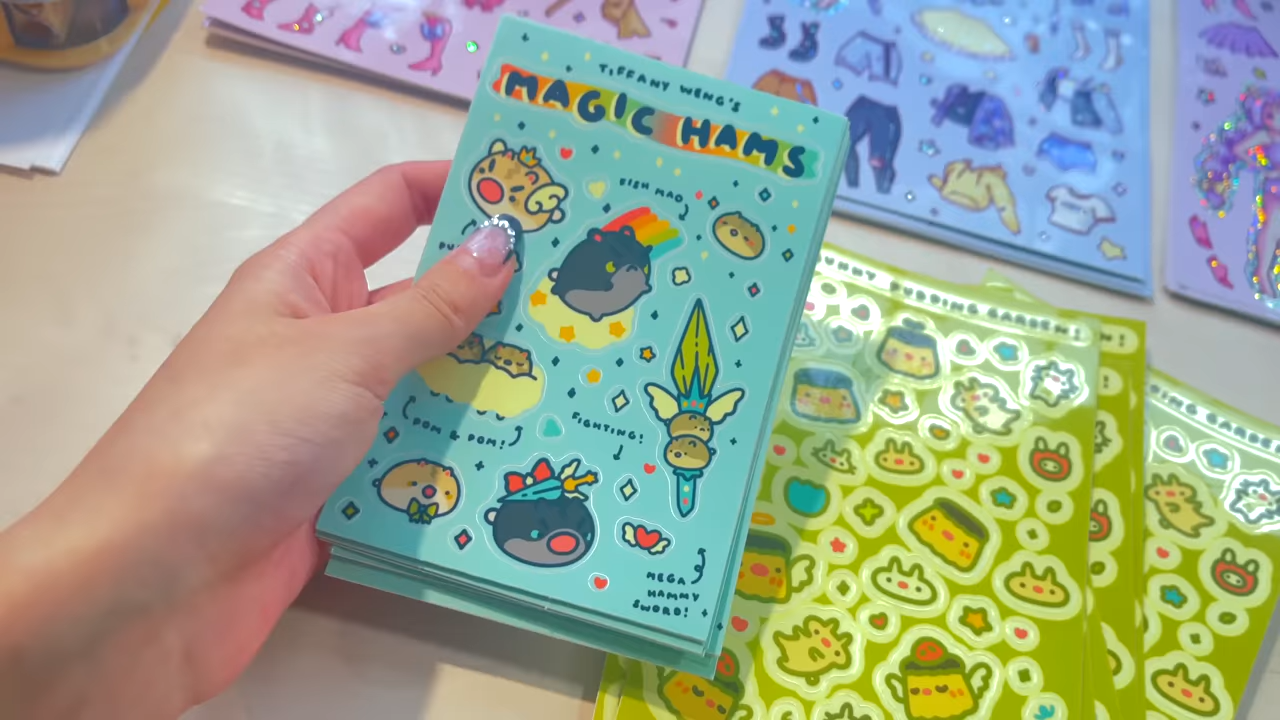 TIFFANY WENG'S
MAGIC HAMS
FISH MAO
POM & POM!
FIGHTING!
MEGA
HAMMY
SWORD!
PUDDING GARDEN!